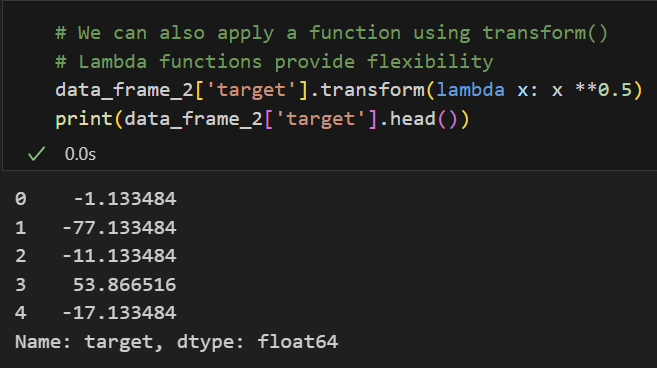 # We can also apply a function using transform()
# Lambda functions provide flexibility
data_frame_2['target'].transform(lambda x: x **0.5)
print(data_frame_2['target'].head())
✓ 0.0s
0 -1.133484
1 -77.133484
2 -11.133484
3 53.866516
4 -17.133484
Name: target, dtype: float64